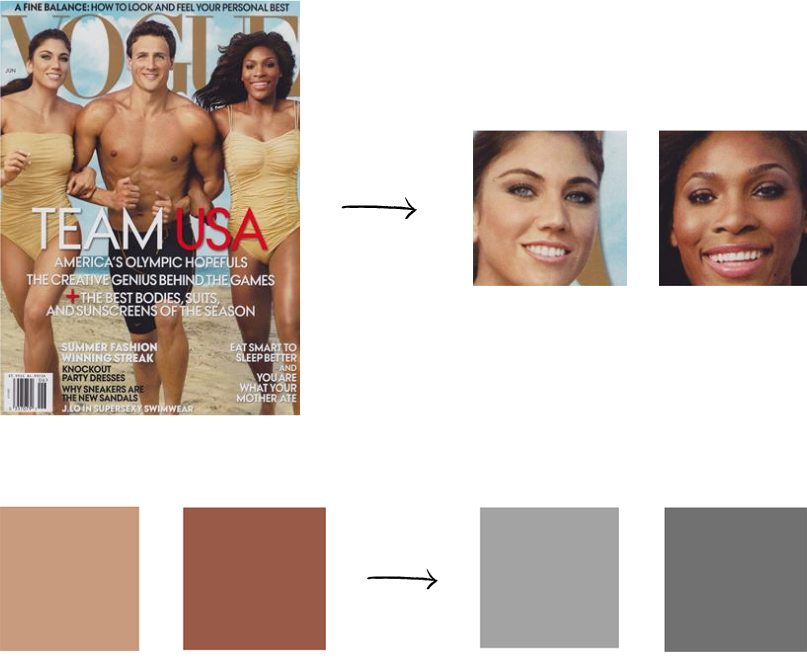 A FINE BALANCE: HOW TO LOOK AND FEEL YOUR PERSONAL BEST
VOGUE
JUN
TEAM USA
AMERICA'S OLYMPIC HOPEFULS
THE CREATIVE GENIUS BEHIND THE GAMES
+THE BEST BODIES, SUITS,
AND SUNSCREENS OF THE SEASON
SUMMER FASHION
WINNING STREAK
KNOCKOUT
PARTY DRESSES
WHY SNEAKERS ARE
THE NEW SANDALS
J.LO IN SUPERSEXY SWIMWEAR
EAT SMART TO
SLEEP BETTER
AND
YOU ARE
WHAT YOUR
MOTHER ATE